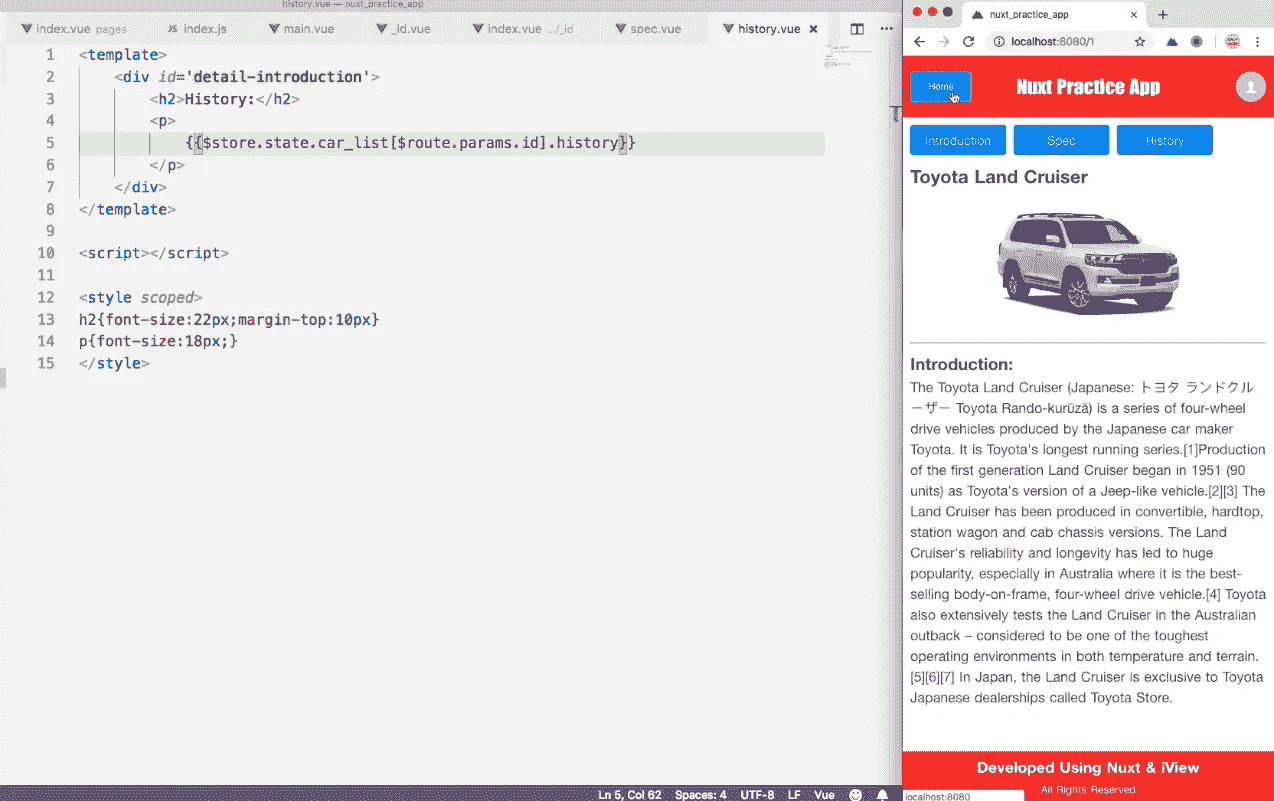 history.vue — nuxt_practice_app
index.vue pages
JS index.js
main.vue
_id.vue
index.vue .../_id
spec.vue
history.vue
1 <template>
2 <div id='detail-introduction'>
3 <h2>History:</h2>
4 <p>
5 {{$store.state.car_list[$route.params.id].history}}
6 </p>
7 </div>
8 </template>
9
10 <script></script>
11
12 <style scoped>
13 h2{font-size:22px;margin-top:10px}
14 p{font-size:18px;}
15 </style>
Ln 5, Col 62 Spaces: 4 UTF-8 LF Vue
nuxt_practice_app
localhost:8080/1
Home
Nuxt Practice App
Introduction Spec History
Toyota Land Cruiser
Introduction:
The Toyota Land Cruiser (Japanese: トヨタ ランドクル
ーザー Toyota Rando-kurūzā) is a series of four-wheel
drive vehicles produced by the Japanese car maker
Toyota. It is Toyota's longest running series.[1]Production
of the first generation Land Cruiser began in 1951 (90
units) as Toyota's version of a Jeep-like vehicle.[2][3] The
Land Cruiser has been produced in convertible, hardtop,
station wagon and cab chassis versions. The Land
Cruiser's reliability and longevity has led to huge
popularity, especially in Australia where it is the best-
selling body-on-frame, four-wheel drive vehicle.[4] Toyota
also extensively tests the Land Cruiser in the Australian
outback – considered to be one of the toughest
operating environments in both temperature and terrain.
[5][6][7] In Japan, the Land Cruiser is exclusive to Toyota
Japanese dealerships called Toyota Store.
Developed Using Nuxt & iView
All Rights Reserved
localhost:8080